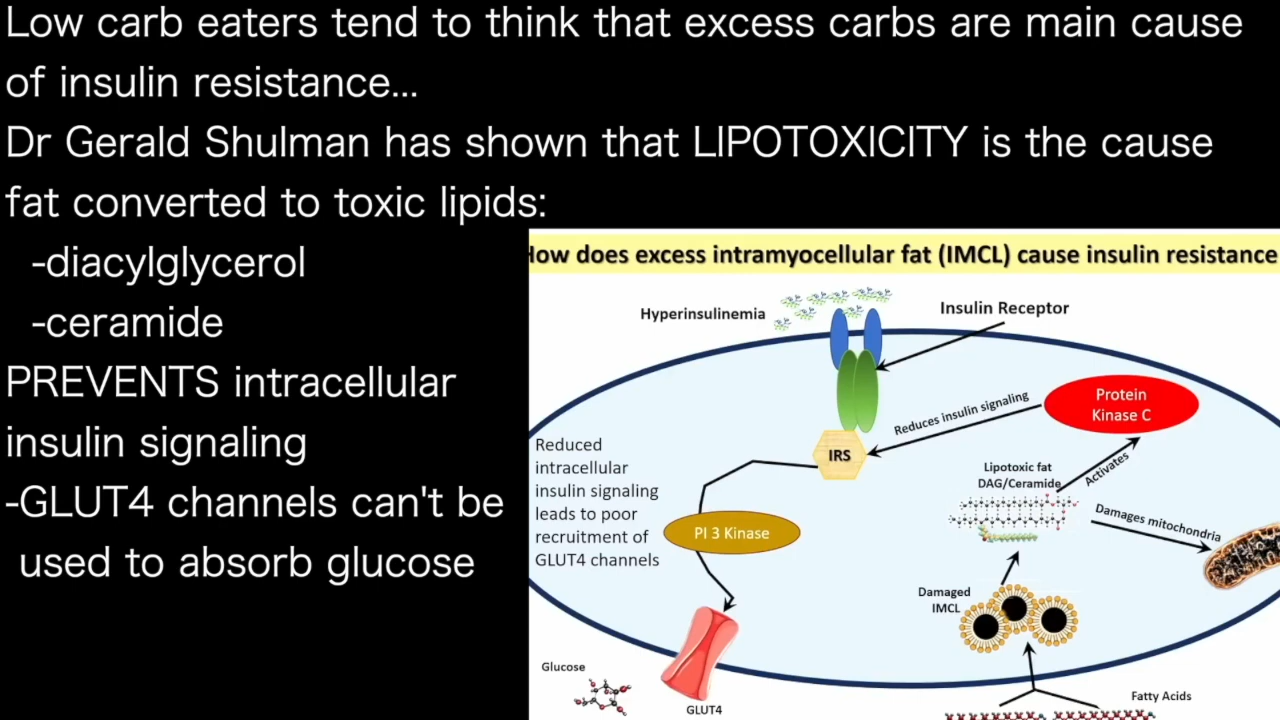 Low carb eaters tend to think that excess carbs are main cause
of insulin resistance...
Dr Gerald Shulman has shown that LIPOTOXICITY is the cause
fat converted to toxic lipids:
-diacylglycerol
-ceramide
PREVENTS intracellular
insulin signaling
-GLUT4 channels can't be
used to absorb glucose
How does excess intramyocellular fat (IMCL) cause insulin resistance
Hyperinsulinemia
Insulin Receptor
Protein
Kinase C
Reduces insulin signaling
IRS
Reduced
intracellular
insulin signaling
leads to poor
recruitment of
GLUT4 channels
Lipotoxic fat
DAG/Ceramide
Activates
Damages mitochondria
PI 3 Kinase
Damaged
IMCL
Glucose
GLUT4
Fatty Acids